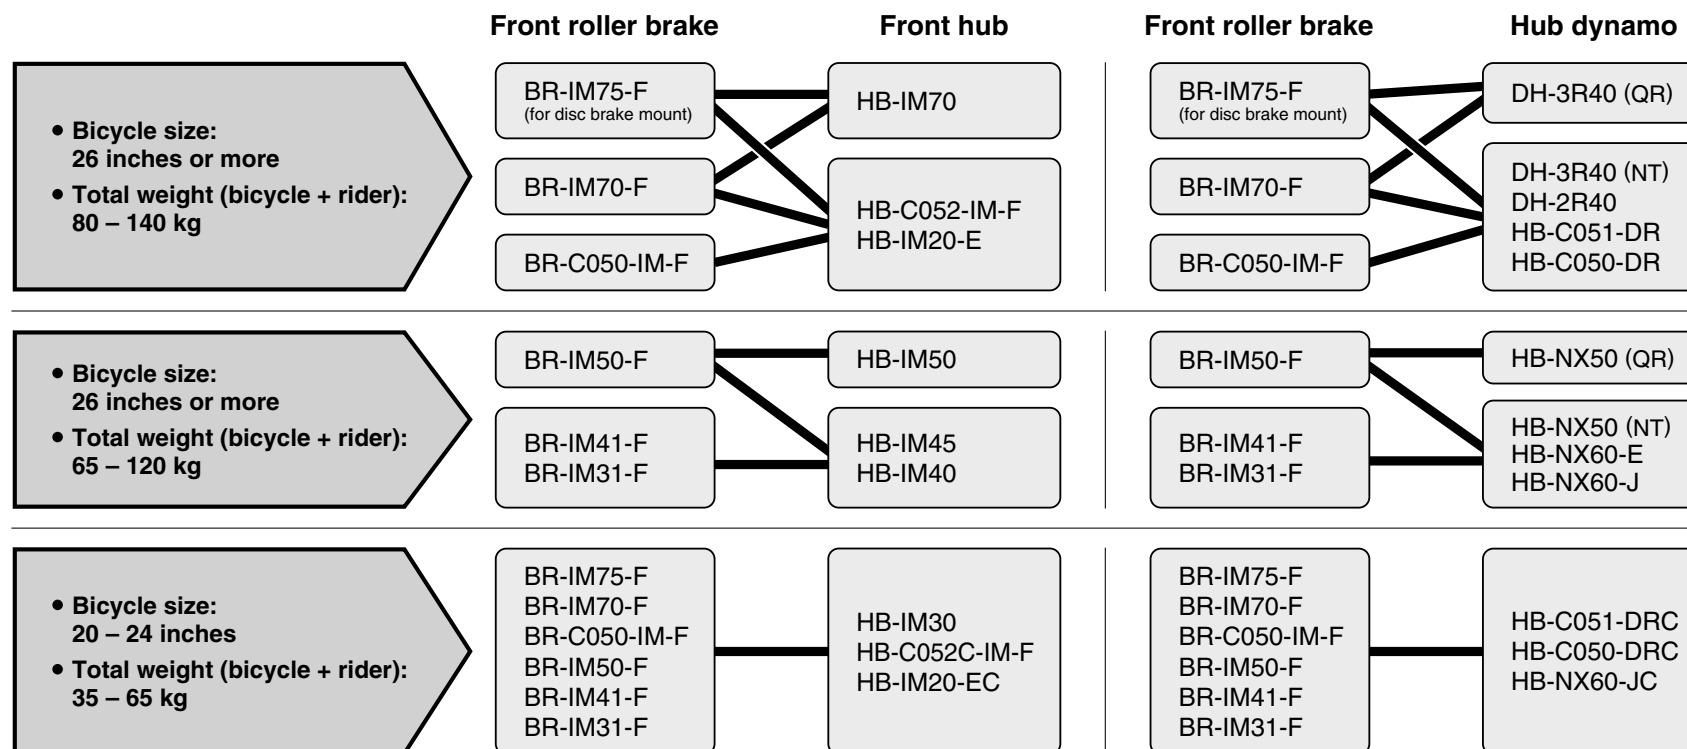 Front roller brake
Front hub
Front roller brake
Hub dynamo
• Bicycle size:
26 inches or more
• Total weight (bicycle + rider):
80 – 140 kg
BR-IM75-F
(for disc brake mount)
BR-IM70-F
BR-C050-IM-F
HB-IM70
HB-C052-IM-F
HB-IM20-E
BR-IM75-F
(for disc brake mount)
BR-IM70-F
BR-C050-IM-F
DH-3R40 (QR)
DH-3R40 (NT)
DH-2R40
HB-C051-DR
HB-C050-DR
• Bicycle size:
26 inches or more
• Total weight (bicycle + rider):
65 – 120 kg
BR-IM50-F
BR-IM41-F
BR-IM31-F
HB-IM50
HB-IM45
HB-IM40
BR-IM50-F
BR-IM41-F
BR-IM31-F
HB-NX50 (QR)
HB-NX50 (NT)
HB-NX60-E
HB-NX60-J
• Bicycle size:
20 – 24 inches
• Total weight (bicycle + rider):
35 – 65 kg
BR-IM75-F
BR-IM70-F
BR-C050-IM-F
BR-IM50-F
BR-IM41-F
BR-IM31-F
HB-IM30
HB-C052C-IM-F
HB-IM20-EC
BR-IM75-F
BR-IM70-F
BR-C050-IM-F
BR-IM50-F
BR-IM41-F
BR-IM31-F
HB-C051-DRC
HB-C050-DRC
HB-NX60-JC